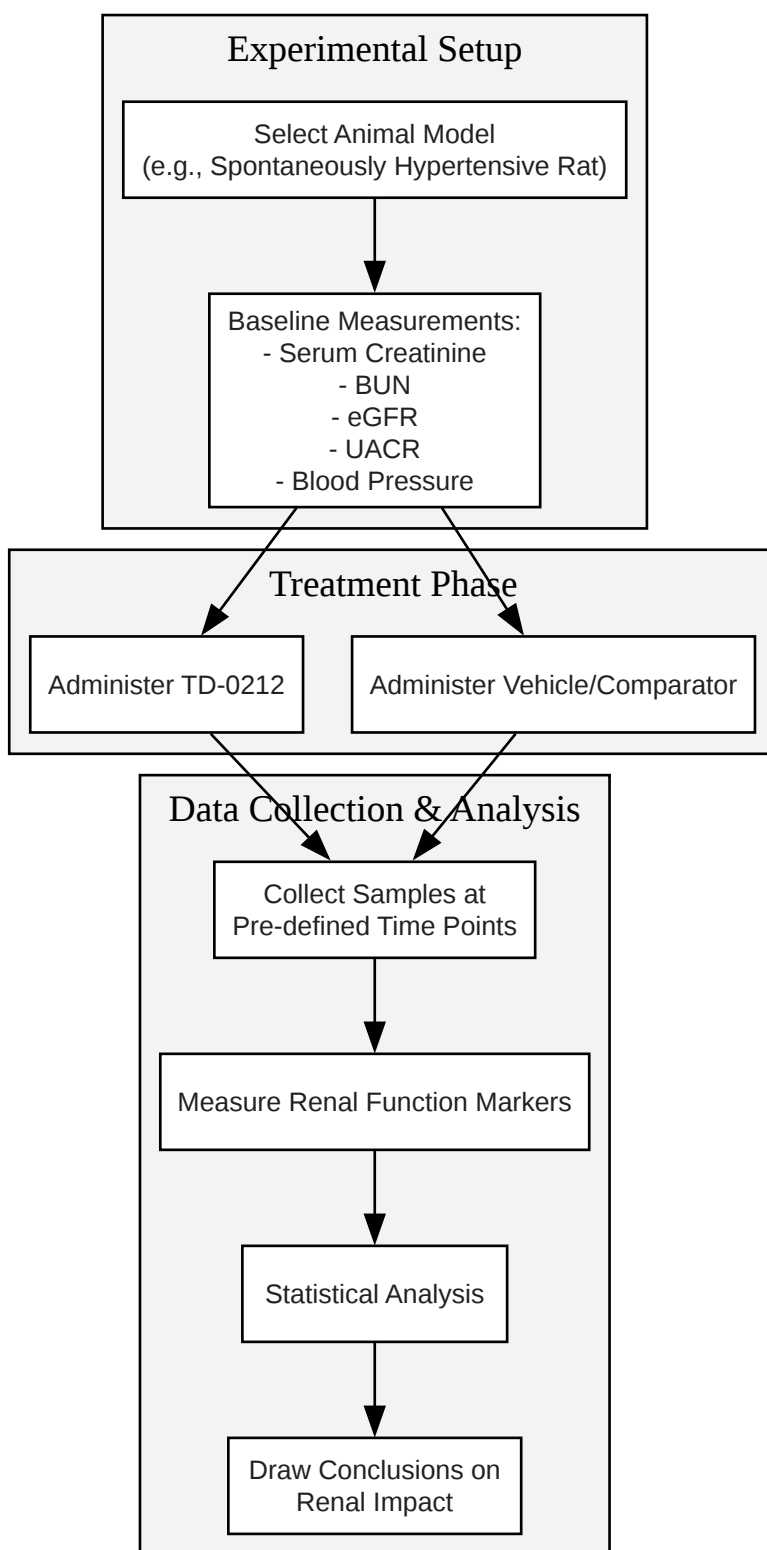 Experimental Setup
Select Animal Model
(e.g., Spontaneously Hypertensive Rat)
Baseline Measurements:
- Serum Creatinine
- BUN
- eGFR
- UACR
- Blood Pressure
Treatment Phase
Administer TD-0212
Administer Vehicle/Comparator
Data Collection & Analysis
Collect Samples at
Pre-defined Time Points
Measure Renal Function Markers
Statistical Analysis
Draw Conclusions on
Renal Impact